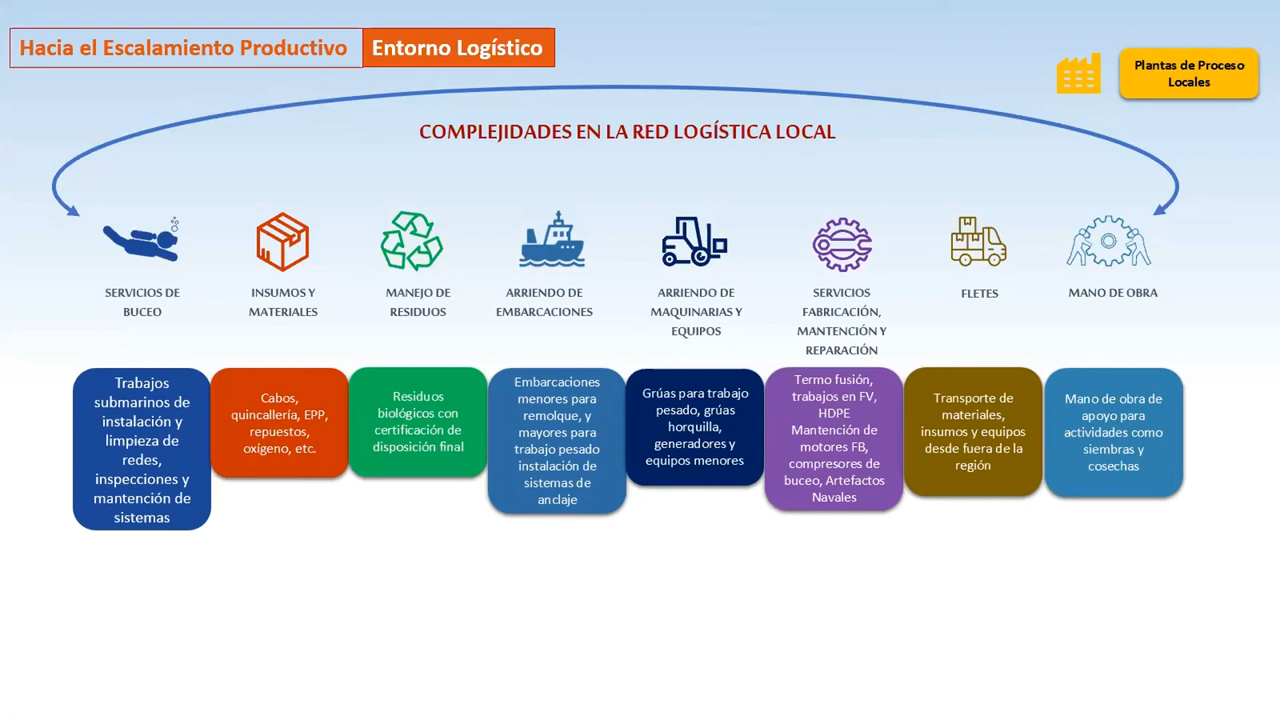 Hacia el Escalamiento Productivo
Entorno Logístico
Plantas de Proceso
Locales
COMPLEJIDADES EN LA RED LOGÍSTICA LOCAL
SERVICIOS DE
BUCEO
INSUMOS Y
MATERIALES
MANEJO DE
RESIDUOS
ARRIENDO DE
EMBARCACIONES
ARRIENDO DE
MAQUINARIAS Y
EQUIPOS
SERVICIOS
FABRICACIÓN,
MANTENCIÓN Y
REPARACIÓN
FLETES
MANO DE OBRA
Trabajos
submarinos de
instalación y
limpieza de
redes,
inspecciones y
mantención de
sistemas
Cabos,
quincallería, EPP,
repuestos,
oxígeno, etc.
Residuos
biológicos con
certificación de
disposición final
Embarcaciones
menores para
remolque, y
mayores para
trabajo pesado
instalación de
sistemas de
anclaje
Grúas para trabajo
pesado, grúas
horquilla,
generadores y
equipos menores
Termo fusión,
trabajos en FV,
HDPE
Mantención de
motores FB,
compresores de
buceo, Artefactos
Navales
Transporte de
materiales,
insumos y equipos
desde fuera de la
región
Mano de obra de
apoyo para
actividades como
siembras y
cosechas